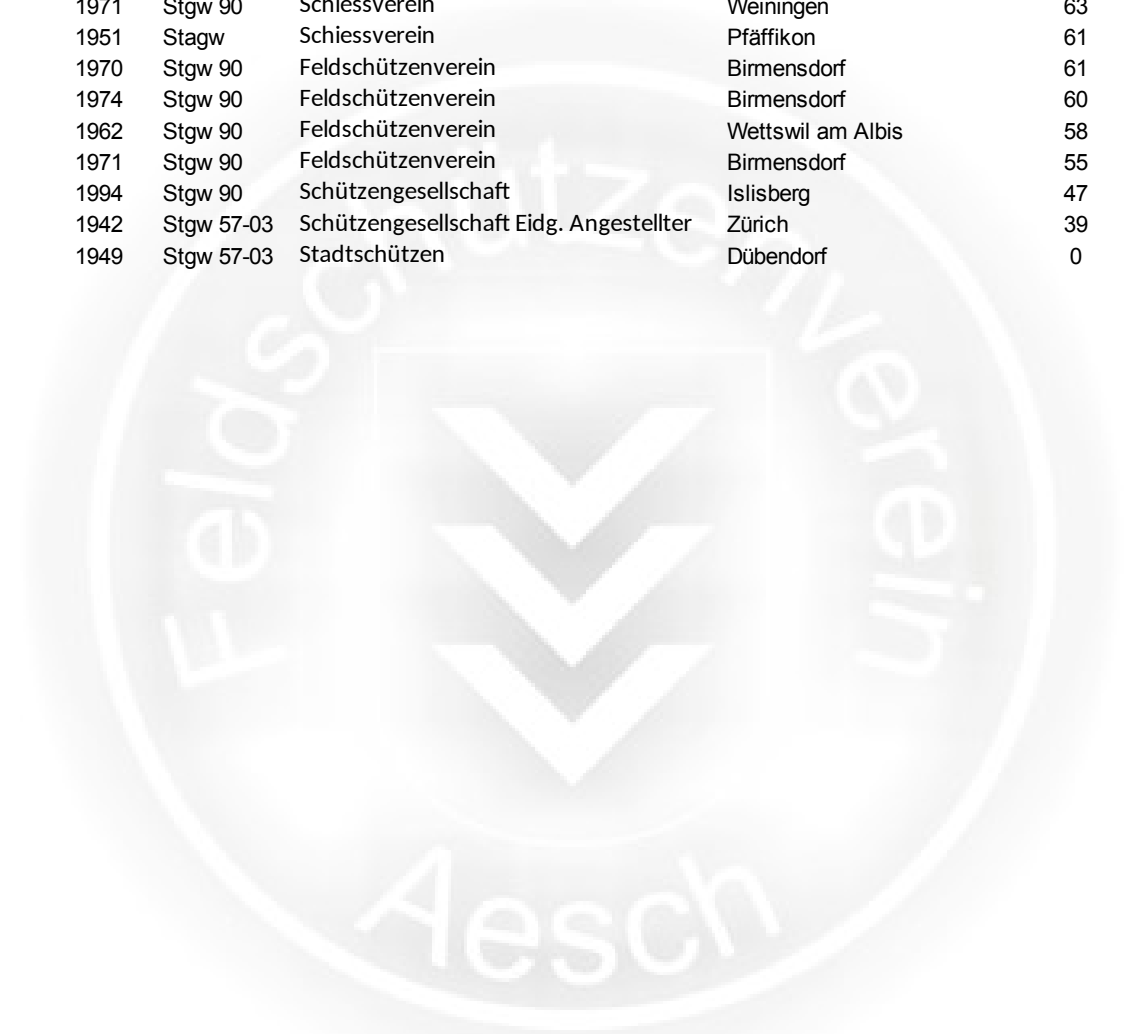 1971 Stgw 90 Schiessverein Weiningen 63
1951 Stagw Schiessverein Pfäffikon 61
1970 Stgw 90 Feldschützenverein Birmensdorf 61
1974 Stgw 90 Feldschützenverein Birmensdorf 60
1962 Stgw 90 Feldschützenverein Wettswil am Albis 58
1971 Stgw 90 Feldschützenverein Birmensdorf 55
1994 Stgw 90 Schützengesellschaft Islisberg 47
1942 Stgw 57-03 Schützengesellschaft Eidg. Angestellter Zürich 39
1949 Stgw 57-03 Stadtschützen Dübendorf 0
Feldschützenverein
Aesch